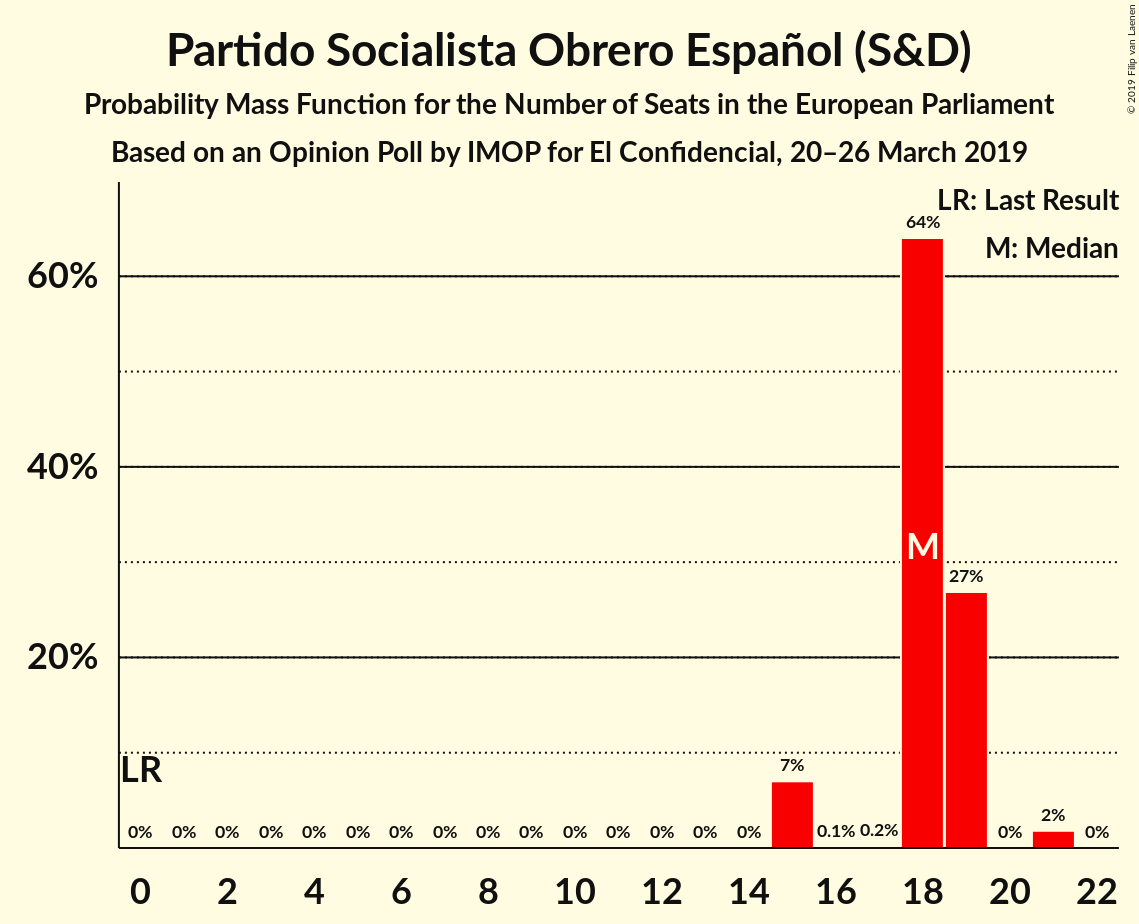 Partido Socialista Obrero Español (S&D)
Probability Mass Function for the Number of Seats in the European Parliament
Based on an Opinion Poll by IMOP for El Confidencial, 20–26 March 2019
© 2019 Filip van Laenen
LR: Last Result
M: Median
64%
60%
40%
M
27%
20%
LR
7%
2%
0% 0% 0% 0% 0% 0% 0% 0% 0% 0% 0% 0% 0% 0% 0% 0.1% 0.2% 0% 0%
0 2 4 6 8 10 12 14 16 18 20 22